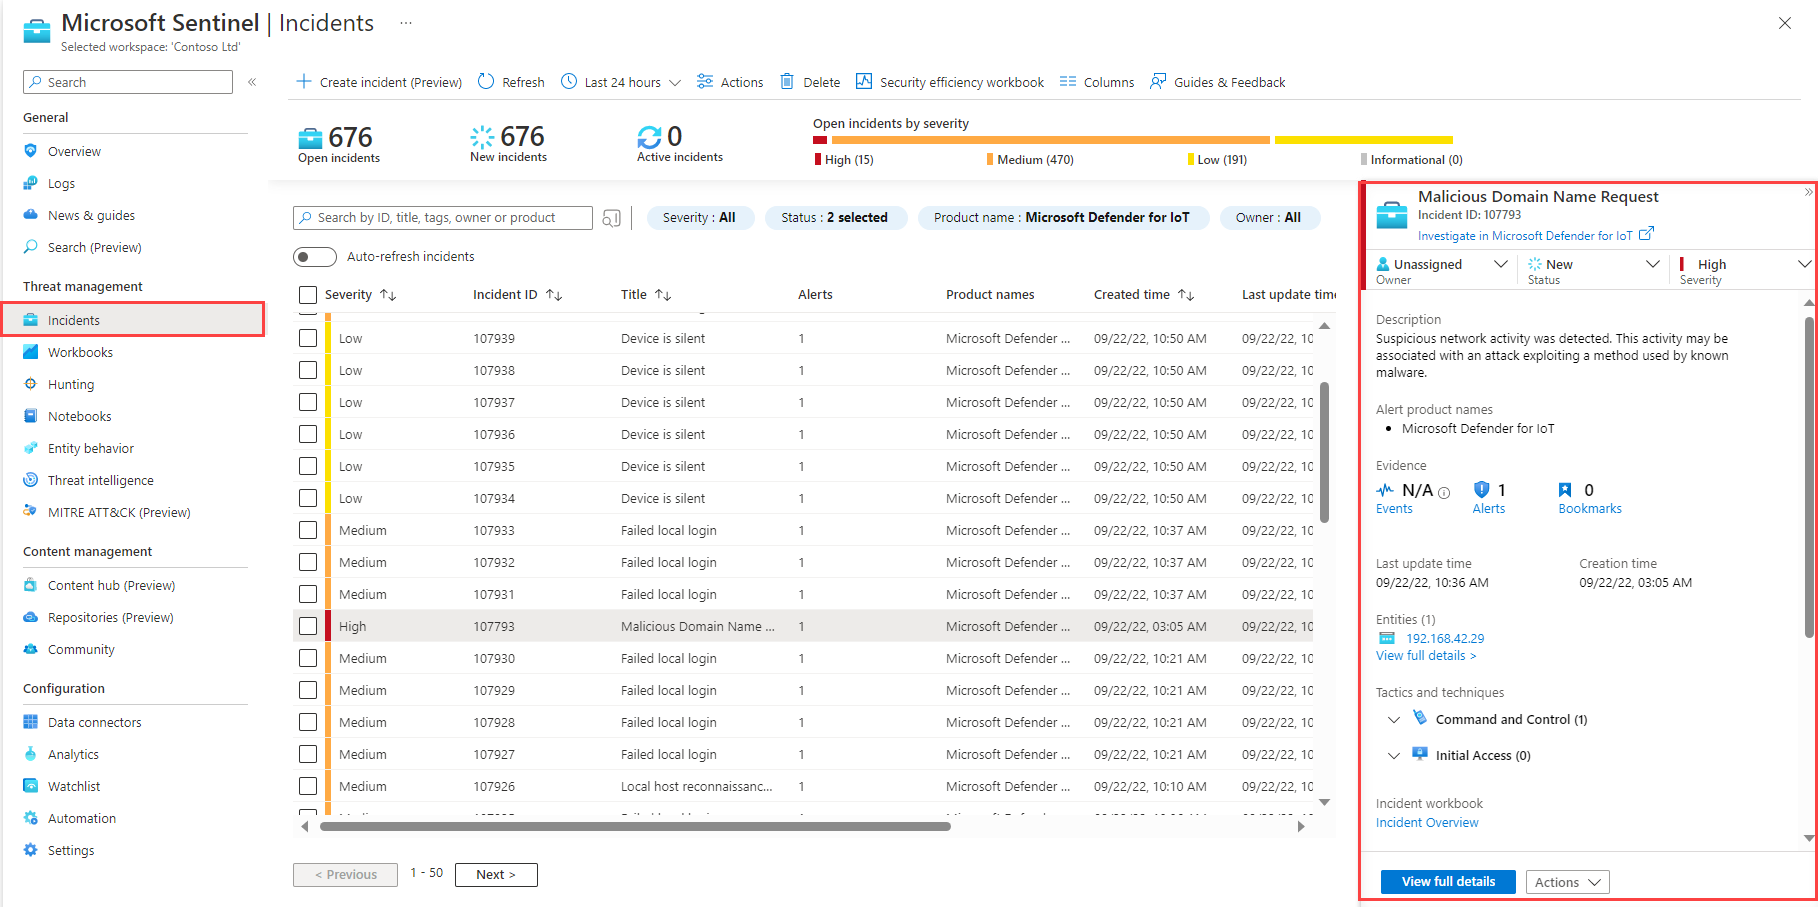 Microsoft Sentinel | Incidents ...
Selected workspace: 'Contoso Ltd'
Search
«
General
Overview
Logs
News & guides
Search (Preview)
Threat management
Incidents
Workbooks
Hunting
Notebooks
Entity behavior
Threat intelligence
MITRE ATT&CK (Preview)
Content management
Content hub (Preview)
Repositories (Preview)
Community
Configuration
Data connectors
Analytics
Watchlist
Automation
Settings
Create incident (Preview) Refresh Last 24 hours Actions Delete Security efficiency workbook Columns Guides & Feedback
676
Open incidents
676
New incidents
0
Active incidents
Open incidents by severity
High (15) Medium (470) Low (191) Informational (0)
Search by ID, title, tags, owner or product
Severity : All Status : 2 selected Product name : Microsoft Defender for IoT Owner : All
Auto-refresh incidents
Severity ↑↓ Incident ID ↑↓ Title ↑↓ Alerts Product names Created time ↑↓ Last update time
Low 107939 Device is silent 1 Microsoft Defender ... 09/22/22, 10:50 AM 09/22/22, 10
Low 107938 Device is silent 1 Microsoft Defender ... 09/22/22, 10:50 AM 09/22/22, 10
Low 107937 Device is silent 1 Microsoft Defender ... 09/22/22, 10:50 AM 09/22/22, 10
Low 107936 Device is silent 1 Microsoft Defender ... 09/22/22, 10:50 AM 09/22/22, 10
Low 107935 Device is silent 1 Microsoft Defender ... 09/22/22, 10:50 AM 09/22/22, 10
Low 107934 Device is silent 1 Microsoft Defender ... 09/22/22, 10:50 AM 09/22/22, 10
Medium 107933 Failed local login 1 Microsoft Defender ... 09/22/22, 10:37 AM 09/22/22, 10
Medium 107932 Failed local login 1 Microsoft Defender ... 09/22/22, 10:37 AM 09/22/22, 10
Medium 107931 Failed local login 1 Microsoft Defender ... 09/22/22, 10:37 AM 09/22/22, 10
High 107793 Malicious Domain Name ... 1 Microsoft Defender ... 09/22/22, 03:05 AM 09/22/22, 10
Medium 107930 Failed local login 1 Microsoft Defender ... 09/22/22, 10:21 AM 09/22/22, 10
Medium 107929 Failed local login 1 Microsoft Defender ... 09/22/22, 10:21 AM 09/22/22, 10
Medium 107928 Failed local login 1 Microsoft Defender ... 09/22/22, 10:21 AM 09/22/22, 10
Medium 107927 Failed local login 1 Microsoft Defender ... 09/22/22, 10:21 AM 09/22/22, 10
Medium 107926 Local host reconnaissanc... 1 Microsoft Defender ... 09/22/22, 10:10 AM 09/22/22, 10
< Previous 1 - 50 Next >
Malicious Domain Name Request »
Incident ID: 107793
Investigate in Microsoft Defender for IoT
Unassigned
Owner
New
Status
High
Severity
Description
Suspicious network activity was detected. This activity may be
associated with an attack exploiting a method used by known
malware.
Alert product names
• Microsoft Defender for IoT
Evidence
N/A
Events
1
Alerts
0
Bookmarks
Last update time
09/22/22, 10:36 AM
Creation time
09/22/22, 03:05 AM
Entities (1)
192.168.42.29
View full details >
Tactics and techniques
Command and Control (1)
Initial Access (0)
Incident workbook
Incident Overview
View full details Actions